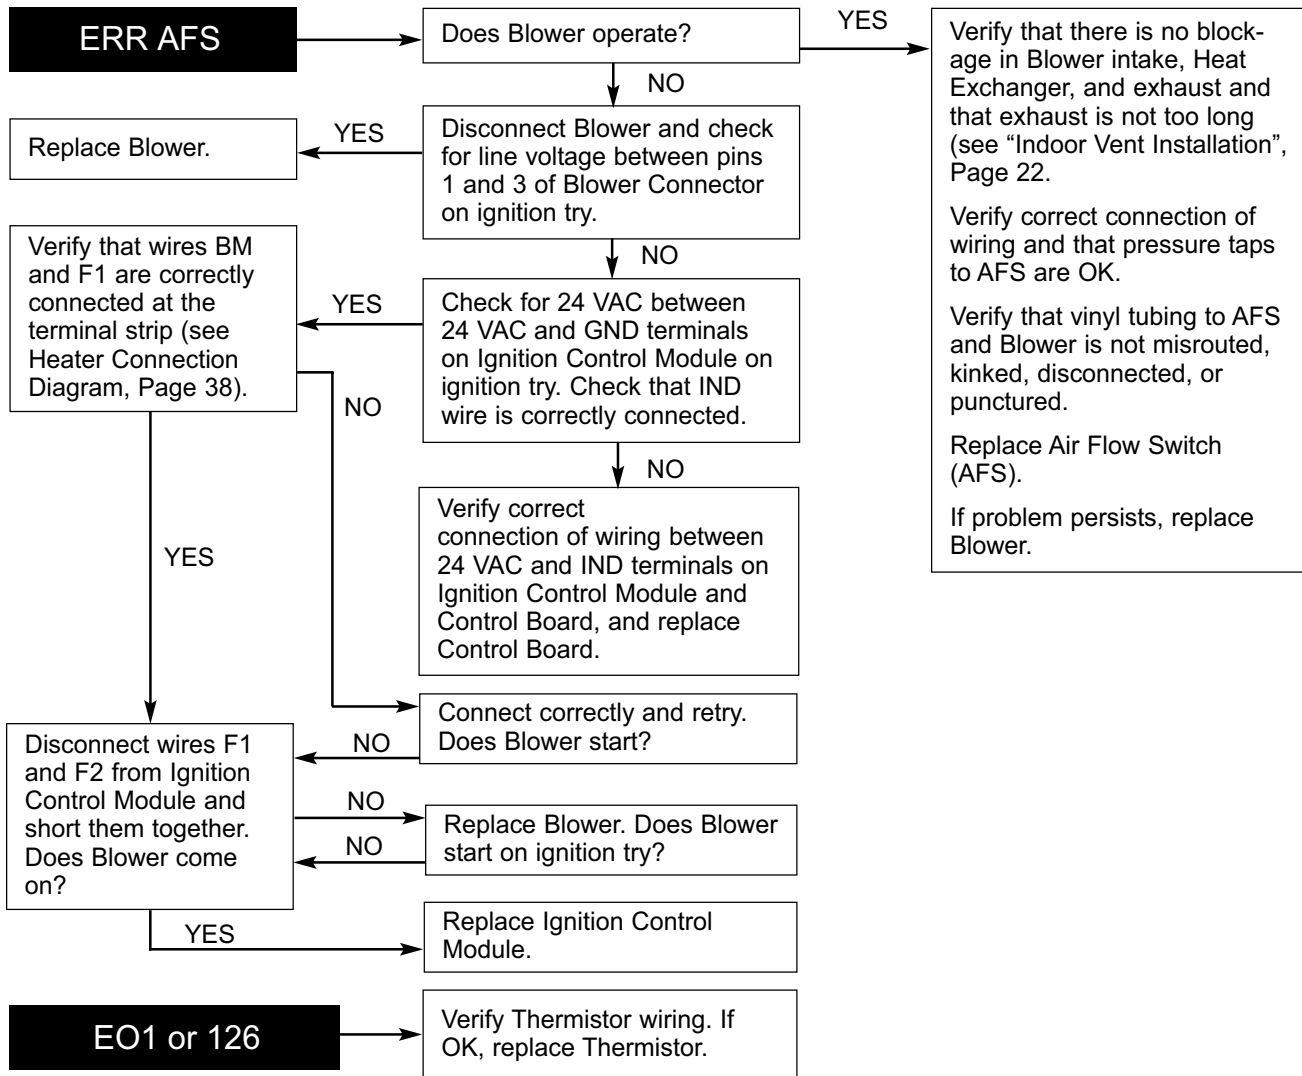 ERR AFS
Does Blower operate?
YES
Verify that there is no block-
age in Blower intake, Heat
Exchanger, and exhaust and
that exhaust is not too long
(see “Indoor Vent Installation”,
Page 22.
Verify correct connection of
wiring and that pressure taps
to AFS are OK.
Verify that vinyl tubing to AFS
and Blower is not misrouted,
kinked, disconnected, or
punctured.
Replace Air Flow Switch
(AFS).
If problem persists, replace
Blower.
NO
Disconnect Blower and check
for line voltage between pins
1 and 3 of Blower Connector
on ignition try.
YES
Replace Blower.
NO
Check for 24 VAC between
24 VAC and GND terminals
on Ignition Control Module on
ignition try. Check that IND
wire is correctly connected.
YES
Verify that wires BM
and F1 are correctly
connected at the
terminal strip (see
Heater Connection
Diagram, Page 38).
NO
NO
Verify correct
connection of wiring between
24 VAC and IND terminals on
Ignition Control Module and
Control Board, and replace
Control Board.
YES
Connect correctly and retry.
Does Blower start?
NO
Disconnect wires F1
and F2 from Ignition
Control Module and
short them together.
Does Blower come
on?
NO
Replace Blower. Does Blower
start on ignition try?
NO
YES
Replace Ignition Control
Module.
EO1 or 126
Verify Thermistor wiring. If
OK, replace Thermistor.